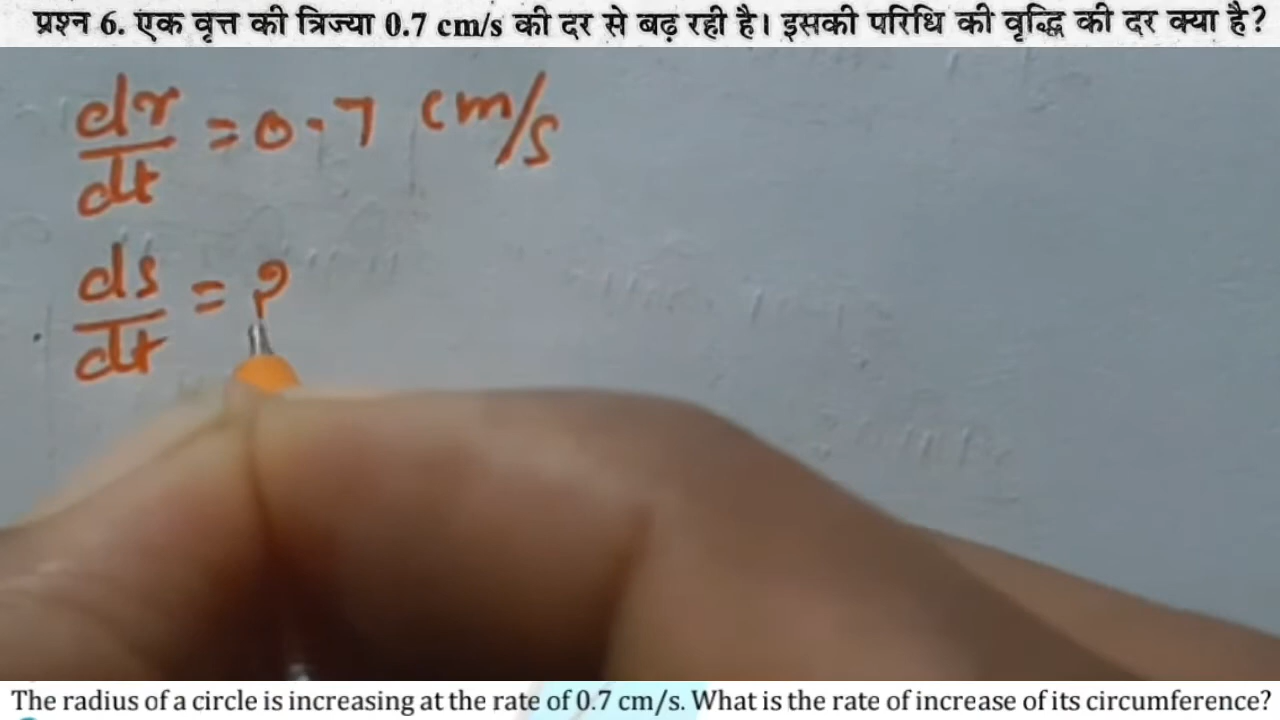 प्रश्न 6. एक वृत्त की त्रिज्या 0.7 cm/s की दर से बढ़ रही है। इसकी परिधि की वृद्धि की दर क्या है?
dr/dt = 0.7 cm/s
ds/dt = ?
The radius of a circle is increasing at the rate of 0.7 cm/s. What is the rate of increase of its circumference?